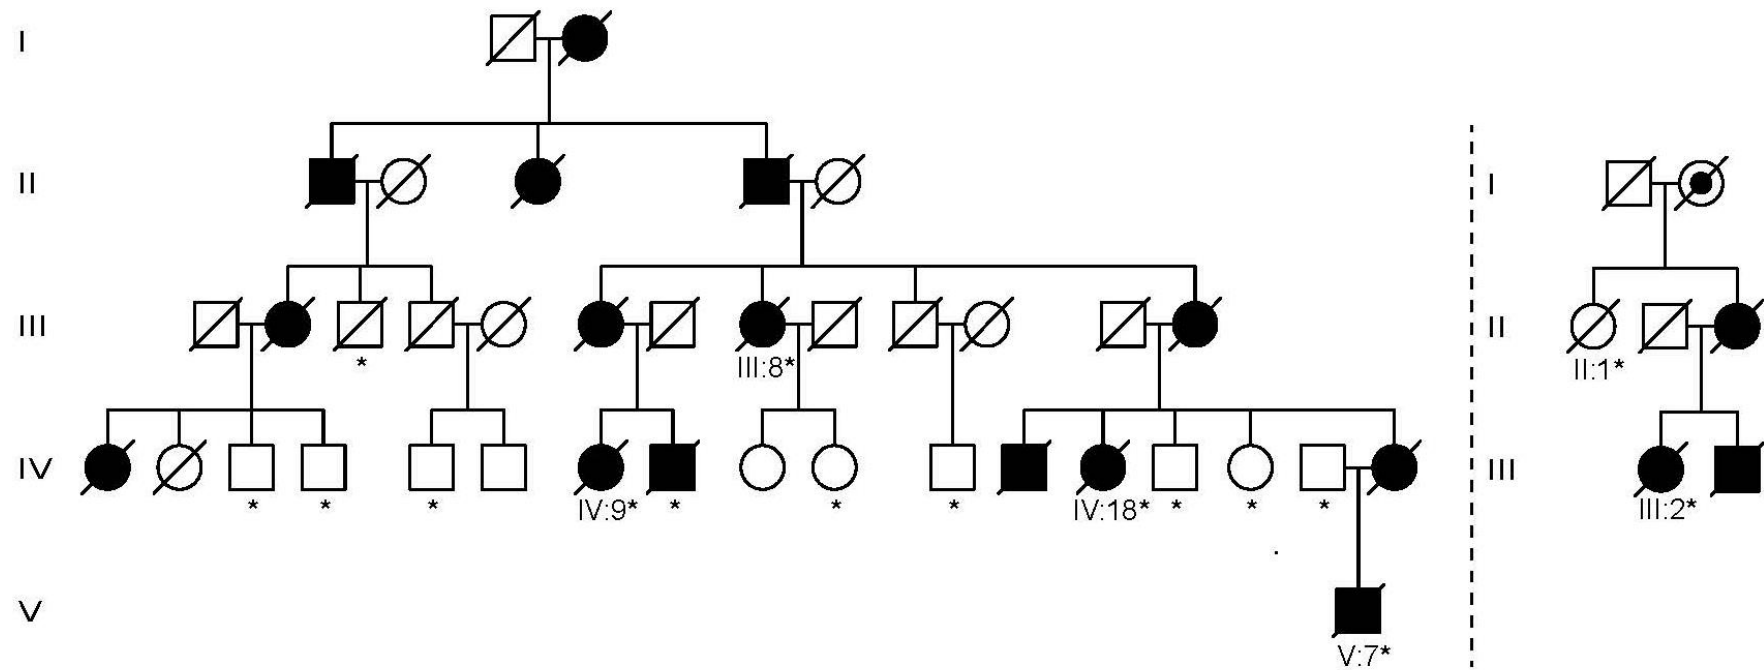 I
II I
III II
* III:8* II:1*
IV III
* * * IV:9* * * * IV:18* * * * III:2*
V
V:7*